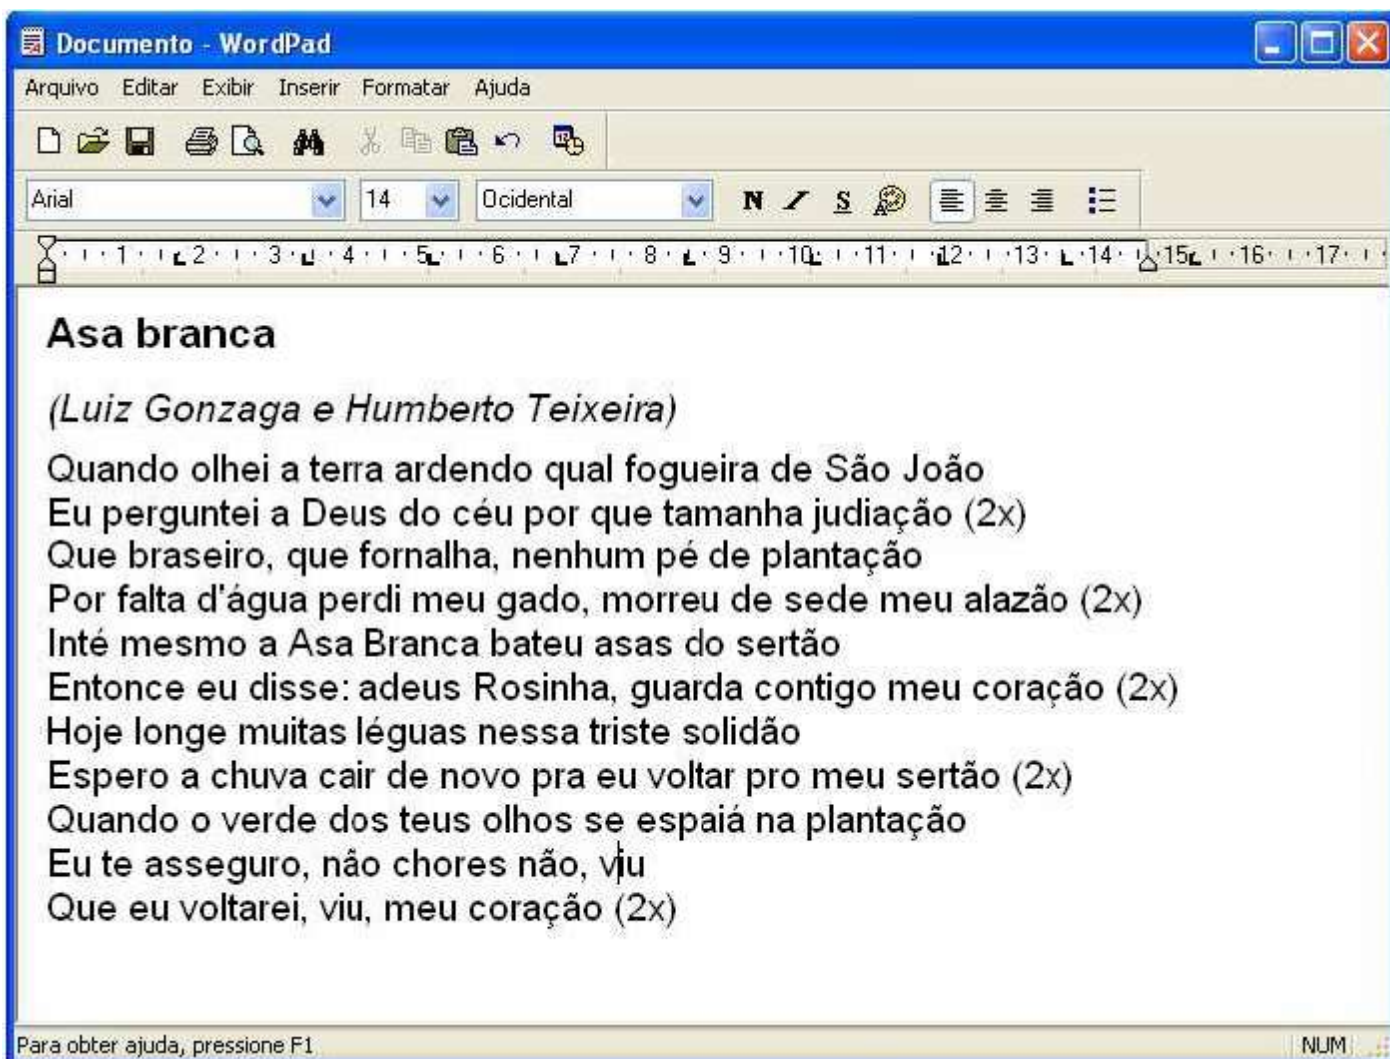 Documento - WordPad
Arquivo Editar Exibir Inserir Formatar Ajuda
Arial 14 Ocidental N I S
1 2 3 4 5 6 7 8 9 10 11 12 13 14 15 16 17
Asa branca
(Luiz Gonzaga e Humberto Teixeira)
Quando olhei a terra ardendo qual fogueira de São João
Eu perguntei a Deus do céu por que tamanha judiação (2x)
Que braseiro, que fornalha, nenhum pé de plantação
Por falta d'água perdi meu gado, morreu de sede meu alazão (2x)
Inté mesmo a Asa Branca bateu asas do sertão
Entonce eu disse: adeus Rosinha, guarda contigo meu coração (2x)
Hoje longe muitas léguas nessa triste solidão
Espero a chuva cair de novo pra eu voltar pro meu sertão (2x)
Quando o verde dos teus olhos se espaiá na plantação
Eu te asseguro, não chores não, viu
Que eu voltarei, viu, meu coração (2x)
Para obter ajuda, pressione F1 NUM